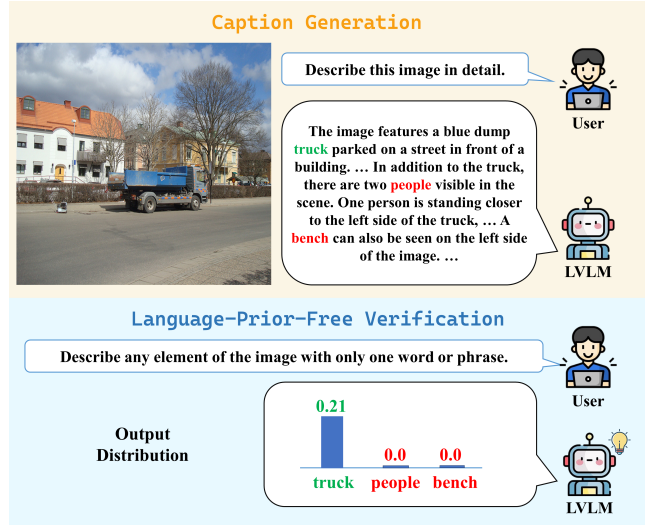 Caption Generation
Describe this image in detail.
User
The image features a blue dump
truck parked on a street in front of a
building. … In addition to the truck,
there are two people visible in the
scene. One person is standing closer
to the left side of the truck, … A
bench can also be seen on the left side
of the image. …
LVLM
Language-Prior-Free Verification
Describe any element of the image with only one word or phrase.
User
Output
Distribution
0.21
0.0
0.0
truck
people
bench
LVLM